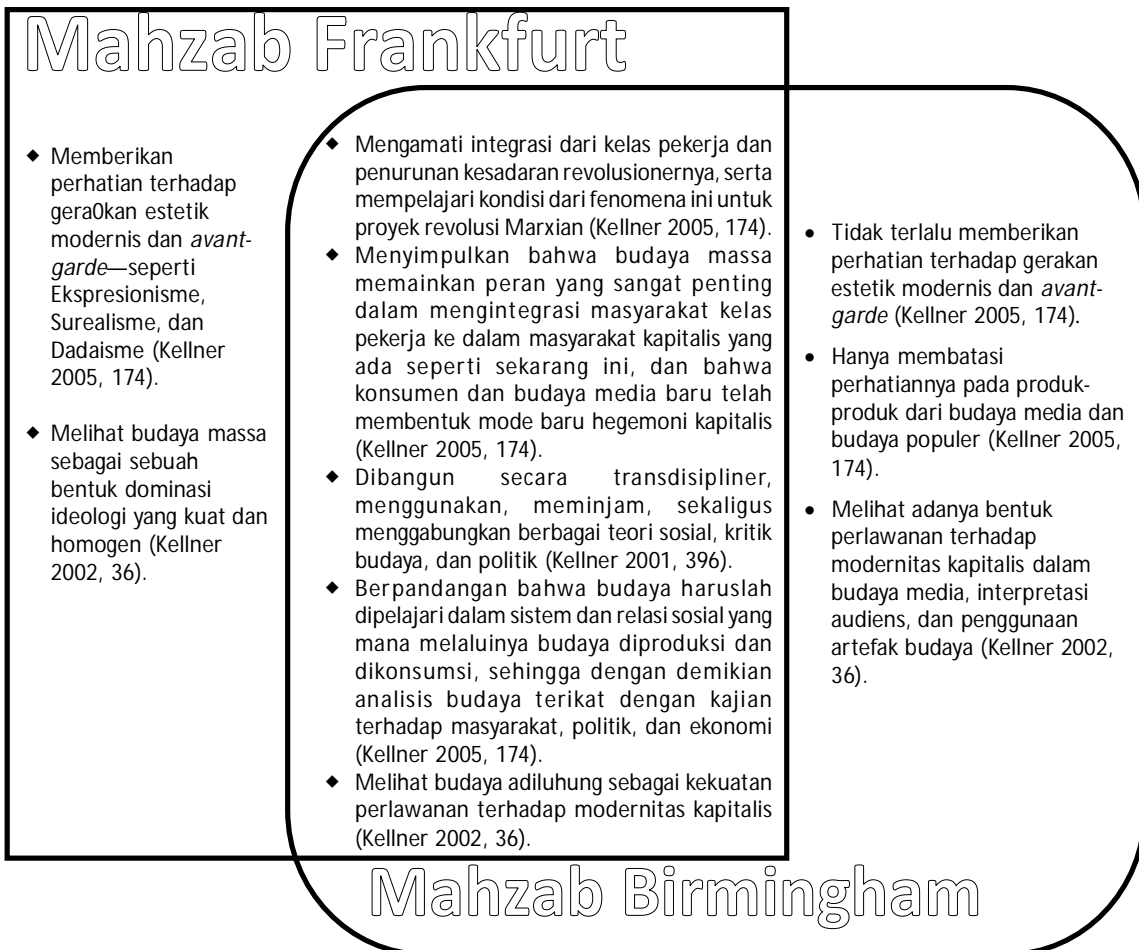 Mahzab Frankfurt
◆ Memberikan
perhatian terhadap
gera0kan estetik
modernis dan avant-
garde—seperti
Ekspresionisme,
Surealisme, dan
Dadaisme (Kellner
2005, 174).
◆ Melihat budaya massa
sebagai sebuah
bentuk dominasi
ideologi yang kuat dan
homogen (Kellner
2002, 36).
◆ Mengamati integrasi dari kelas pekerja dan
penurunan kesadaran revolusionernya, serta
mempelajari kondisi dari fenomena ini untuk
proyek revolusi Marxian (Kellner 2005, 174).
◆ Menyimpulkan bahwa budaya massa
memainkan peran yang sangat penting
dalam mengintegrasi masyarakat kelas
pekerja ke dalam masyarakat kapitalis yang
ada seperti sekarang ini, dan bahwa
konsumen dan budaya media baru telah
membentuk mode baru hegemoni kapitalis
(Kellner 2005, 174).
◆ Dibangun secara transdisipliner,
menggunakan, meminjam, sekaligus
menggabungkan berbagai teori sosial, kritik
budaya, dan politik (Kellner 2001, 396).
◆ Berpandangan bahwa budaya haruslah
dipelajari dalam sistem dan relasi sosial yang
mana melaluinya budaya diproduksi dan
dikonsumsi, sehingga dengan demikian
analisis budaya terikat dengan kajian
terhadap masyarakat, politik, dan ekonomi
(Kellner 2005, 174).
◆ Melihat budaya adiluhung sebagai kekuatan
perlawanan terhadap modernitas kapitalis
(Kellner 2002, 36).
• Tidak terlalu memberikan
perhatian terhadap gerakan
estetik modernis dan avant-
garde (Kellner 2005, 174).
• Hanya membatasi
perhatiannya pada produk-
produk dari budaya media dan
budaya populer (Kellner 2005,
174).
• Melihat adanya bentuk
perlawanan terhadap
modernitas kapitalis dalam
budaya media, interpretasi
audiens, dan penggunaan
artefak budaya (Kellner 2002,
36).
Mahzab Birmingham